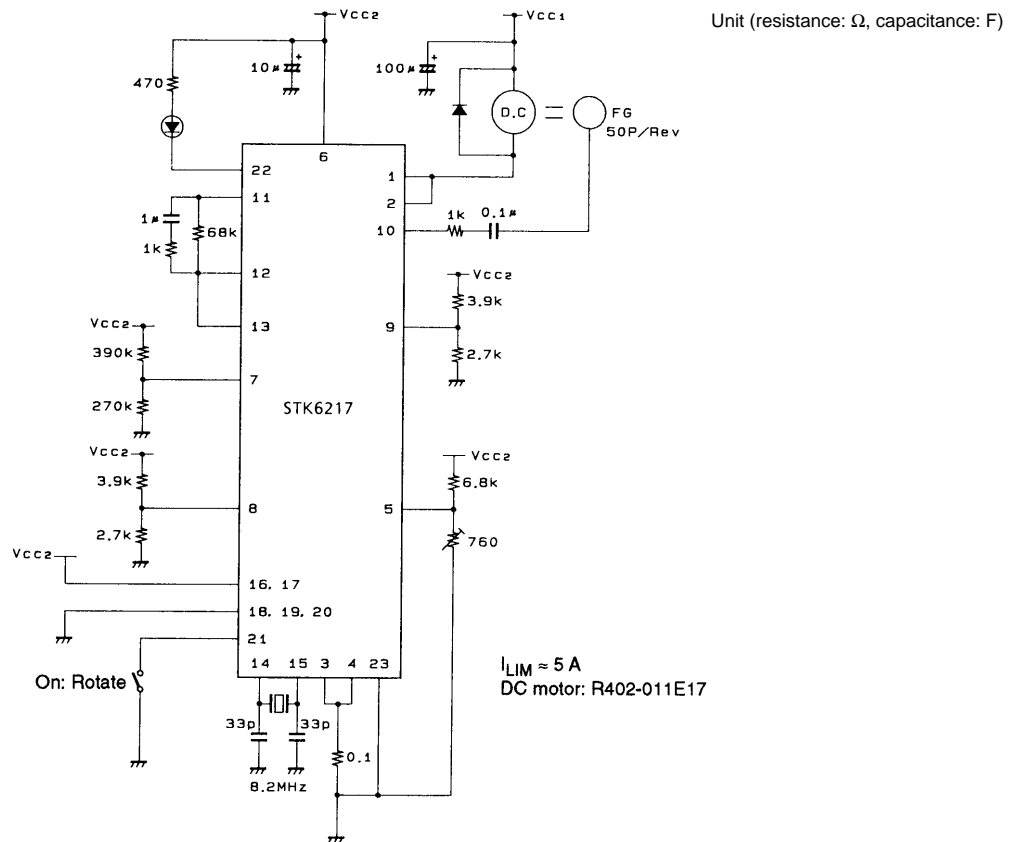 Unit (resistance: Ω, capacitance: F)
Vcc2
Vcc1
10μ
+
100μ
+
470
D.C
FG
50P/Rev
6
22
1
11
2
1μ
68k
1k
0.1μ
10
1k
12
Vcc2
3.9k
13
9
Vcc2
390k
2.7k
7
270k
STK6217
Vcc2
Vcc2
3.9k
6.8k
8
5
2.7k
760
Vcc2
16, 17
18, 19, 20
21
14 15 3 4 23
On: Rotate
ILIM ≈ 5 A
DC motor: R402-011E17
33p
33p
0.1
8.2MHz